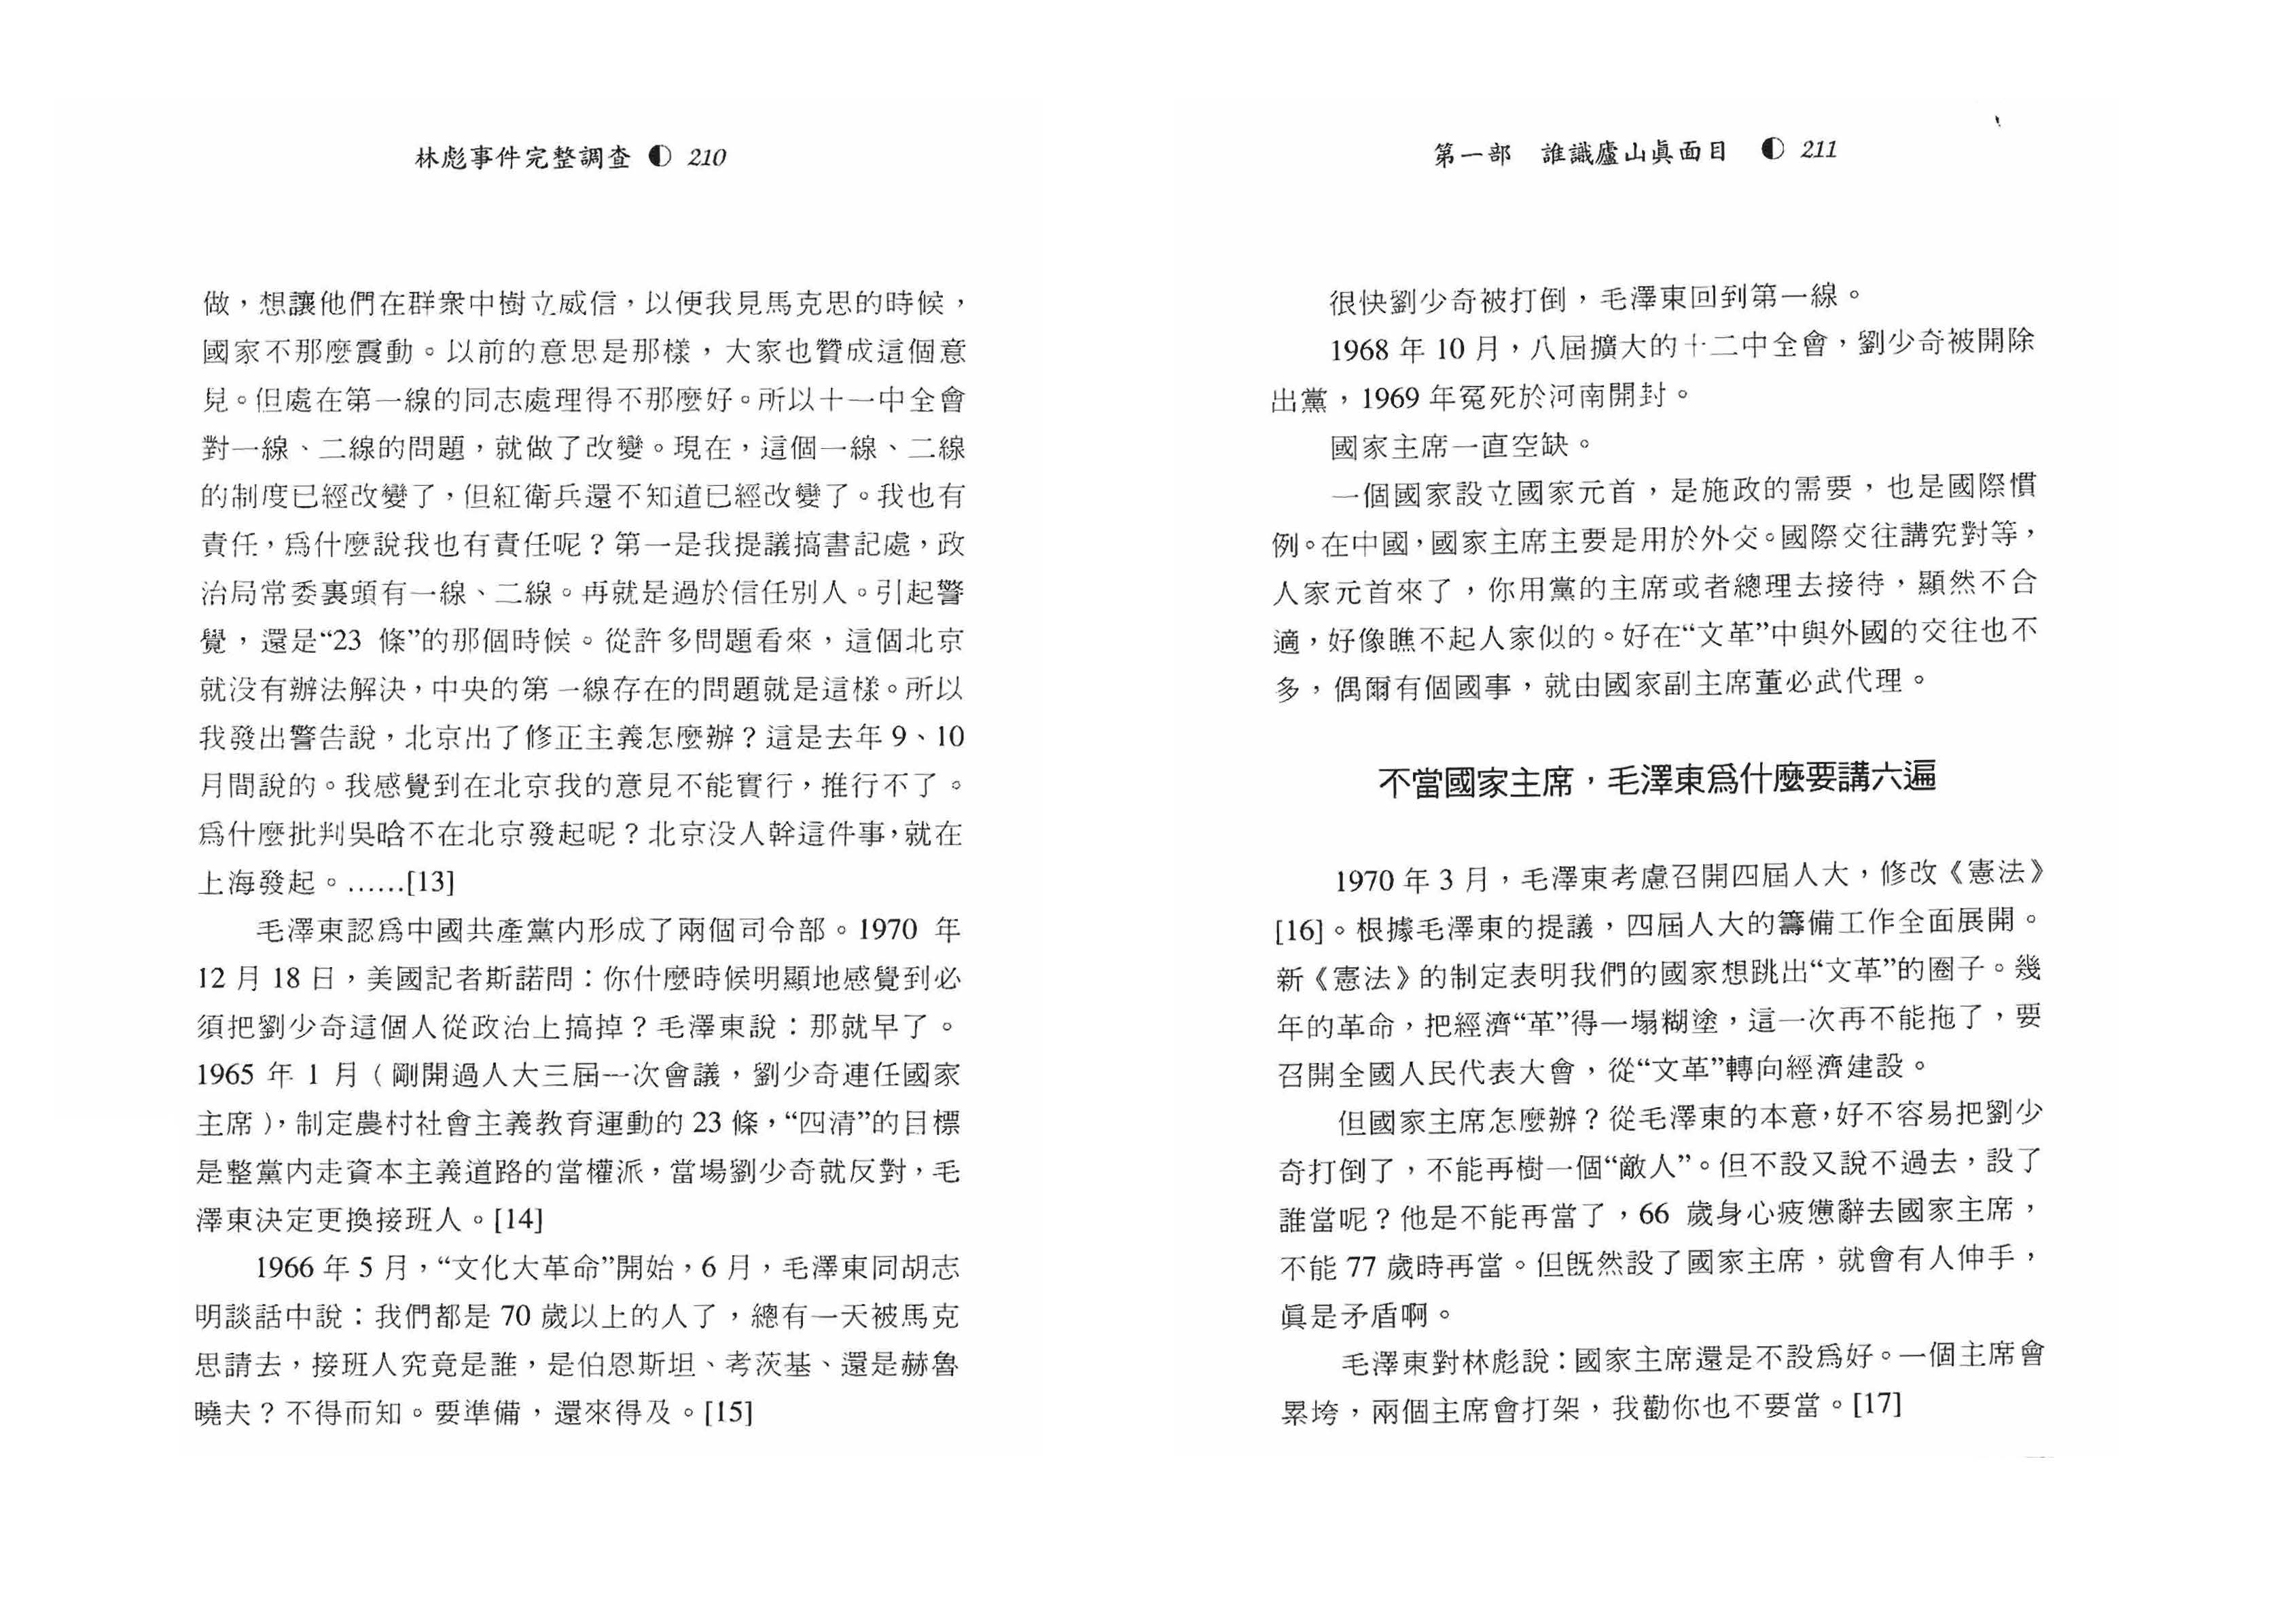 林彪事件完整調查 ◐ 210
做，想讓他們在群衆中樹立威信，以便我見馬克思的時候，
國家不那麼震動。以前的意思是那樣，大家也贊成這個意
見。但處在第一線的同志處理得不那麼好。所以十一中全會
對一線、二線的問題，就做了改變。現在，這個一線、二線
的制度已經改變了，但紅衛兵還不知道已經改變了。我也有
責任，爲什麼說我也有責任呢？第一是我提議搞書記處，政
治局常委裏頭有一線、二線。再就是過於信任別人。引起警
覺，還是“23 條”的那個時候。從許多問題看來，這個北京
就没有辦法解決，中央的第一線存在的問題就是這樣。所以
我發出警告說，北京出了修正主義怎麼辦？這是去年 9、10
月間說的。我感覺到在北京我的意見不能實行，推行不了。
爲什麼批判吳晗不在北京發起呢？北京没人幹這件事，就在
上海發起。……[13]
毛澤東認爲中國共產黨内形成了兩個司令部。1970 年
12 月 18 日，美國記者斯諾問：你什麼時候明顯地感覺到必
須把劉少奇這個人從政治上搞掉？毛澤東說：那就早了。
1965 年 1 月（剛開過人大三屆一次會議，劉少奇連任國家
主席），制定農村社會主義教育運動的 23 條，“四清”的目標
是整黨内走資本主義道路的當權派，當場劉少奇就反對，毛
澤東決定更換接班人。[14]
1966 年 5 月，“文化大革命”開始，6 月，毛澤東同胡志
明談話中說：我們都是 70 歲以上的人了，總有一天被馬克
思請去，接班人究竟是誰，是伯恩斯坦、考茨基、還是赫魯
曉夫？不得而知。要準備，還來得及。[15]
第一部　誰識廬山眞面目 ◐ 211
很快劉少奇被打倒，毛澤東回到第一線。
1968 年 10 月，八屆擴大的十二中全會，劉少奇被開除
出黨，1969 年冤死於河南開封。
國家主席一直空缺。
一個國家設立國家元首，是施政的需要，也是國際慣
例。在中國，國家主席主要是用於外交。國際交往講究對等，
人家元首來了，你用黨的主席或者總理去接待，顯然不合
適，好像瞧不起人家似的。好在“文革”中與外國的交往也不
多，偶爾有個國事，就由國家副主席董必武代理。
不當國家主席，毛澤東爲什麼要講六遍
1970 年 3 月，毛澤東考慮召開四屆人大，修改《憲法》
[16]。根據毛澤東的提議，四屆人大的籌備工作全面展開。
新《憲法》的制定表明我們的國家想跳出“文革”的圈子。幾
年的革命，把經濟“革”得一塌糊塗，這一次再不能拖了，要
召開全國人民代表大會，從“文革”轉向經濟建設。
但國家主席怎麼辦？從毛澤東的本意，好不容易把劉少
奇打倒了，不能再樹一個“敵人”。但不設又說不過去，設了
誰當呢？他是不能再當了，66 歲身心疲憊辭去國家主席，
不能 77 歲時再當。但旣然設了國家主席，就會有人伸手，
眞是矛盾啊。
毛澤東對林彪說：國家主席還是不設爲好。一個主席會
累垮，兩個主席會打架，我勸你也不要當。[17]